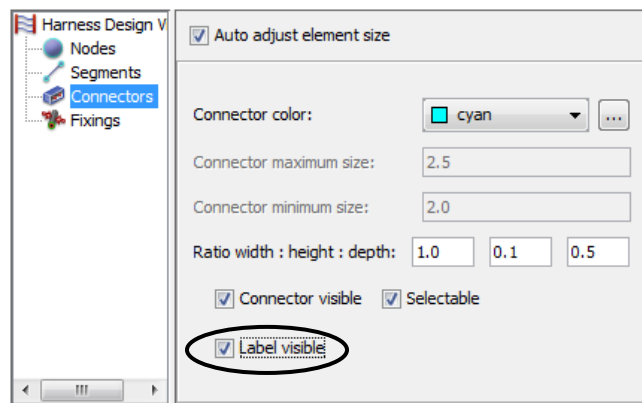 Harness Design V
Nodes
Segments
Connectors
Fixings
Auto adjust element size
Connector color:
cyan
...
Connector maximum size:
2.5
Connector minimum size:
2.0
Ratio width : height : depth:
1.0
0.1
0.5
Connector visible
Selectable
Label visible